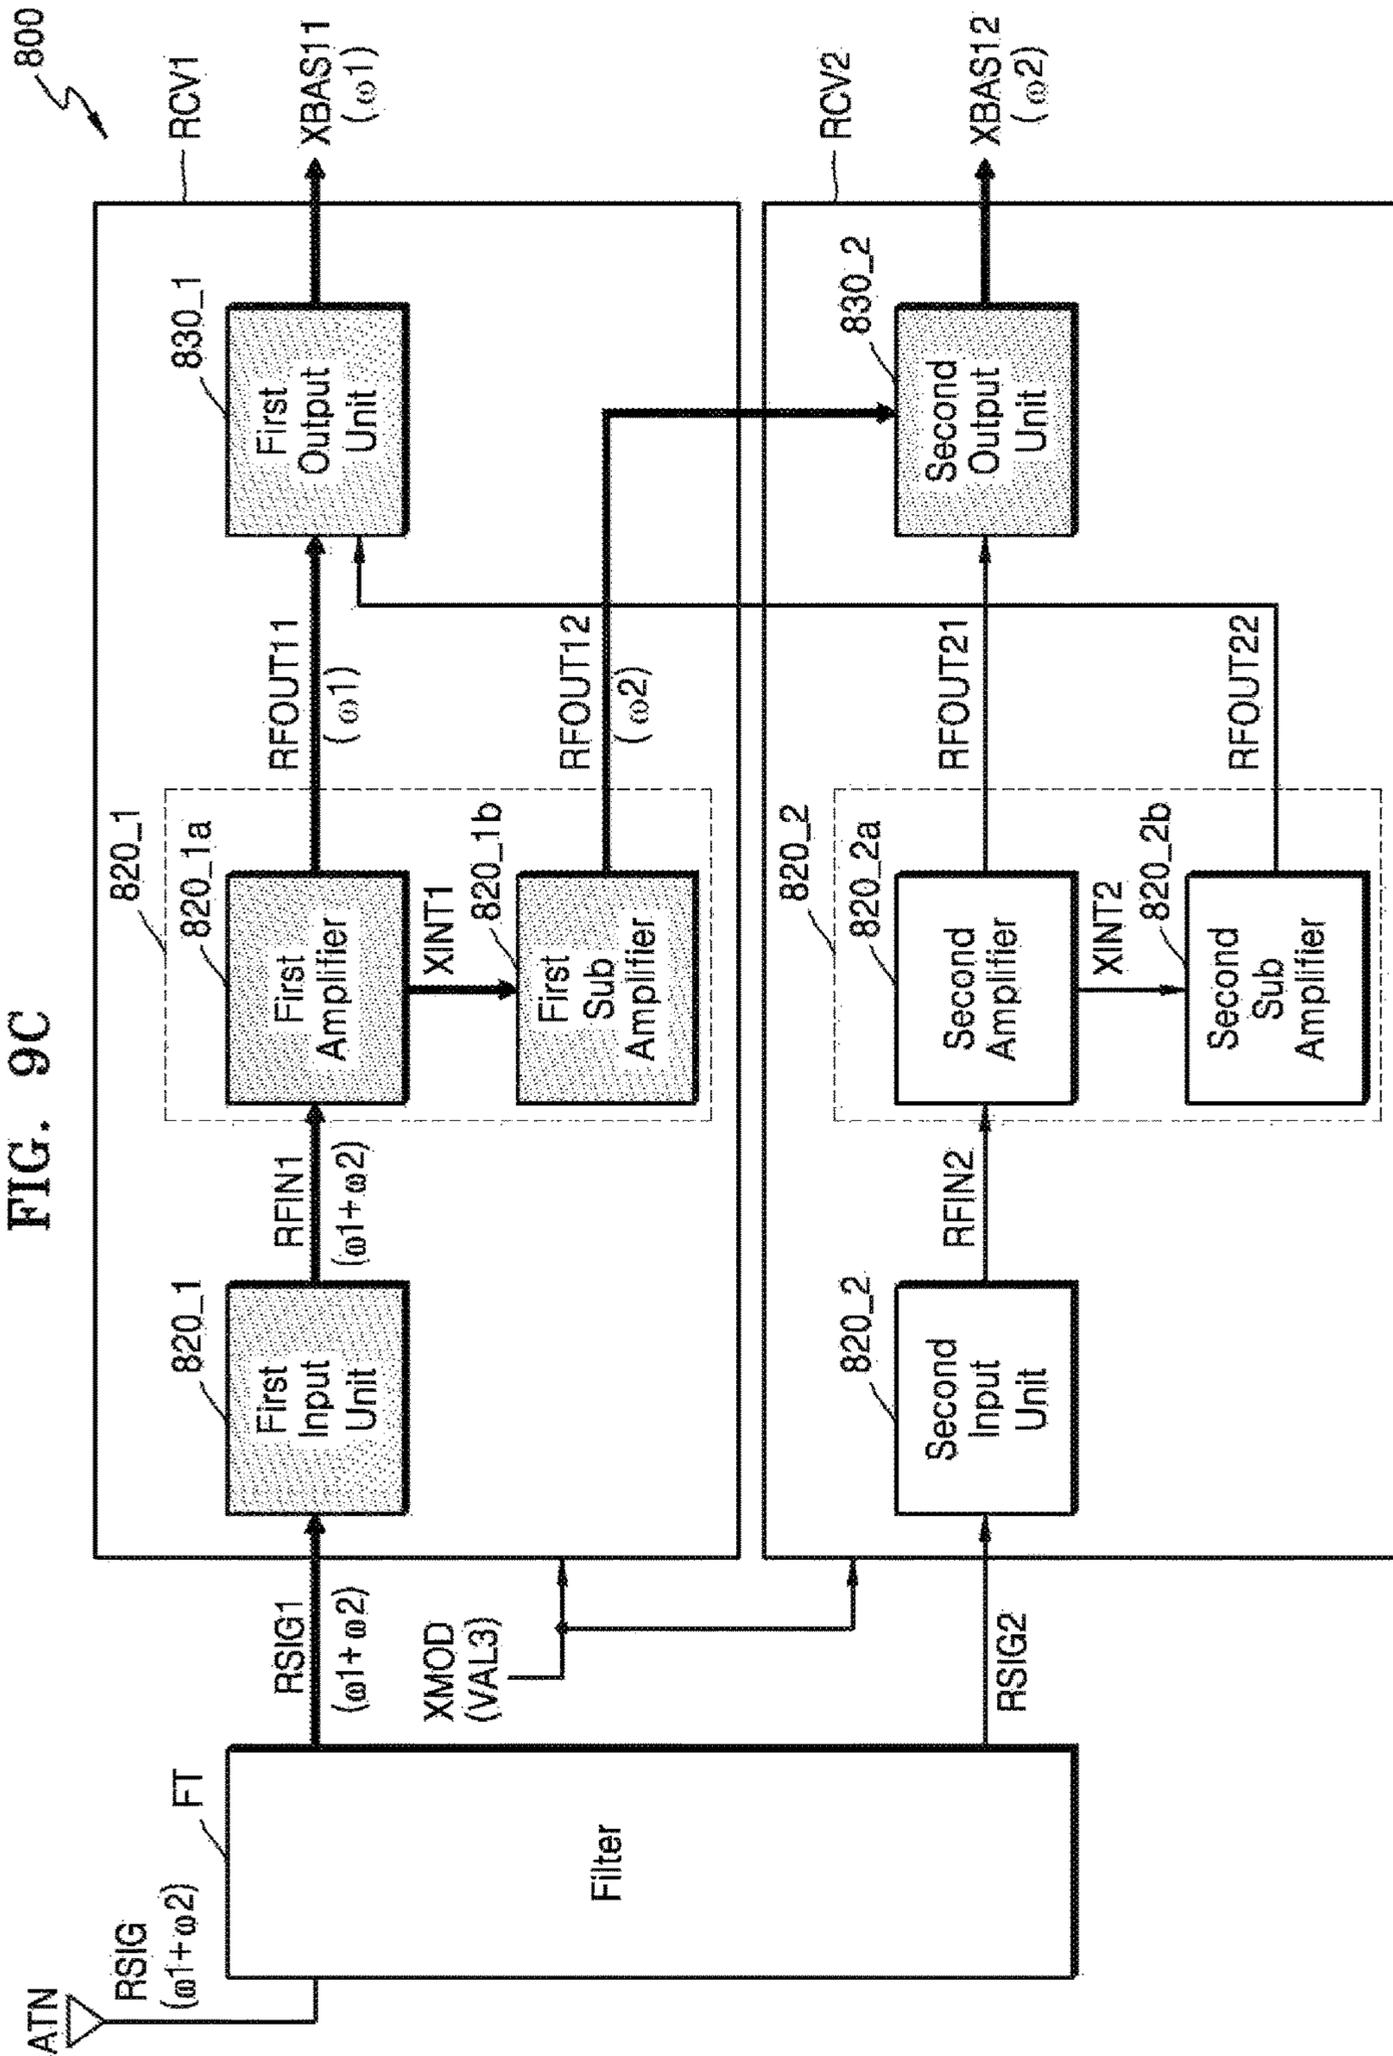 FIG. 9C
800
ATN
RSIG
(ω1+ω2)
FT
Filter
RSIG1
(ω1+ω2)
XMOD
(VAL3)
RSIG2
RCV1
820_1
First
Input
Unit
RFIN1
(ω1+ω2)
820_1
820_1a
First
Amplifier
XINT1
820_1b
First
Sub
Amplifier
RFOUT11
(ω1)
RFOUT12
(ω2)
830_1
First
Output
Unit
XBAS11
(ω1)
RCV2
820_2
Second
Input
Unit
RFIN2
820_2
820_2a
Second
Amplifier
XINT2
820_2b
Second
Sub
Amplifier
RFOUT21
RFOUT22
830_2
Second
Output
Unit
XBAS12
(ω2)